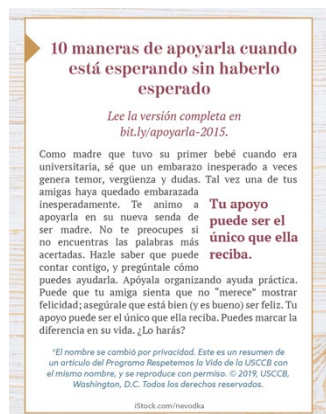 10 maneras de apoyarla cuando
está esperando sin haberlo
esperado
Lee la versión completa en
bit.ly/apoyarla-2015.
Como madre que tuvo su primer bebé cuando era
universitaria, sé que un embarazo inesperado a veces
genera temor, vergüenza y dudas. Tal vez una de tus
amigas haya quedado embarazada
inesperadamente. Te animo a
apoyarla en su nueva senda de
ser madre. No te preocupes si
no encuentras las palabras más
acertadas. Hazle saber que puede
contar contigo, y pregúntale cómo
puedes ayudarla. Apóyala organizando ayuda práctica.
Puede que tu amiga sienta que no “merece” mostrar
felicidad; asegúrale que está bien (y es bueno) ser feliz. Tu
apoyo puede ser el único que ella reciba. Puedes marcar la
diferencia en su vida. ¿Lo harás?
Tu apoyo
puede ser el
único que ella
reciba.
*El nombre se cambió por privacidad. Este es un resumen de
un artículo del Programa Respetemos la Vida de la USCCB con
el mismo nombre, y se reproduce con permiso. © 2019, USCCB,
Washington, D.C. Todos los derechos reservados.
iStock.com/nevodka